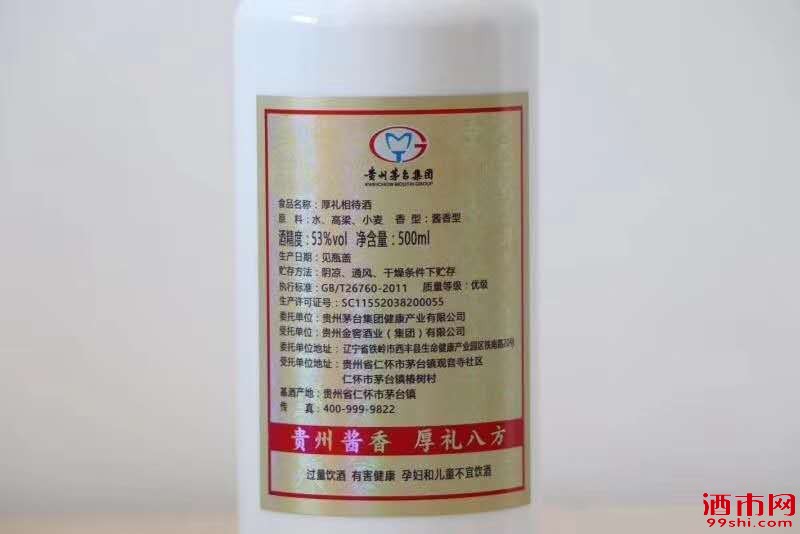 MG
贵州茅台集团
KWEICHOW MOUTAI GROUP
食品名称：厚礼相待酒
原　料：水、高粱、小麦　香　型：酱香型
酒精度：53%vol　净含量：500ml
生产日期：见瓶盖
贮存方法：阴凉、通风、干燥条件下贮存
执行标准：GB/T26760-2011　质量等级：优级
生产许可证号：SC11552038200055
委托单位：贵州茅台集团健康产业有限公司
受托单位：贵州金窖酒业（集团）有限公司
委托单位地址：辽宁省铁岭市西丰县生命健康产业园区铁南路20号
受托单位地址：贵州省仁怀市茅台镇观音寺社区
仁怀市茅台镇椿树村
基酒产地：贵州省仁怀市茅台镇
传　真：400-999-9822
贵州酱香　厚礼八方
过量饮酒 有害健康 孕妇和儿童不宜饮酒
酒市网
99shi.com